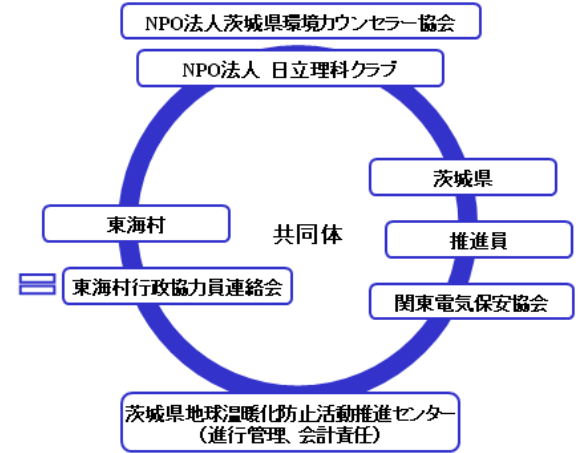 NPO法人茨城県環境カウンセラー協会
NPO法人 日立理科クラブ
茨城県
東海村
共同体
推進員
東海村行政協力員連絡会
関東電気保安協会
茨城県地球温暖化防止活動推進センター
（進行管理、会計責任）